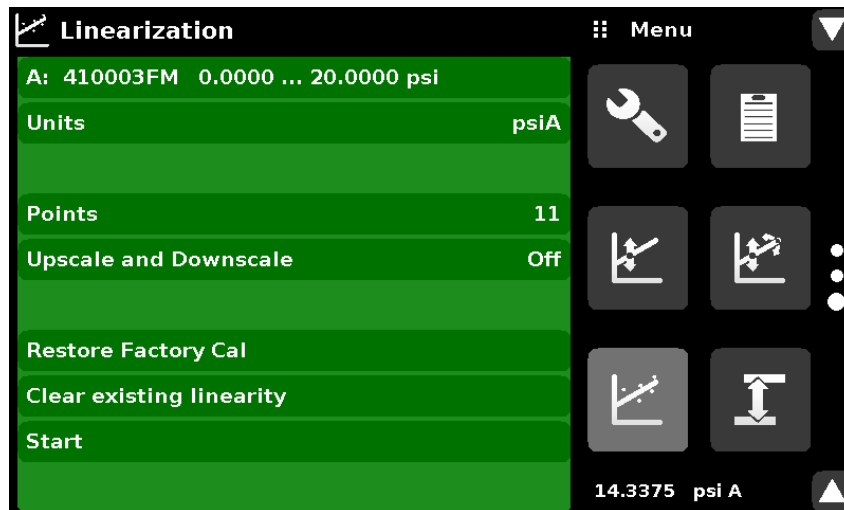 Linearization
Menu
A: 410003FM 0.0000 ... 20.0000 psi
Units psiA
Points 11
Upscale and Downscale Off
Restore Factory Cal
Clear existing linearity
Start
14.3375 psi A